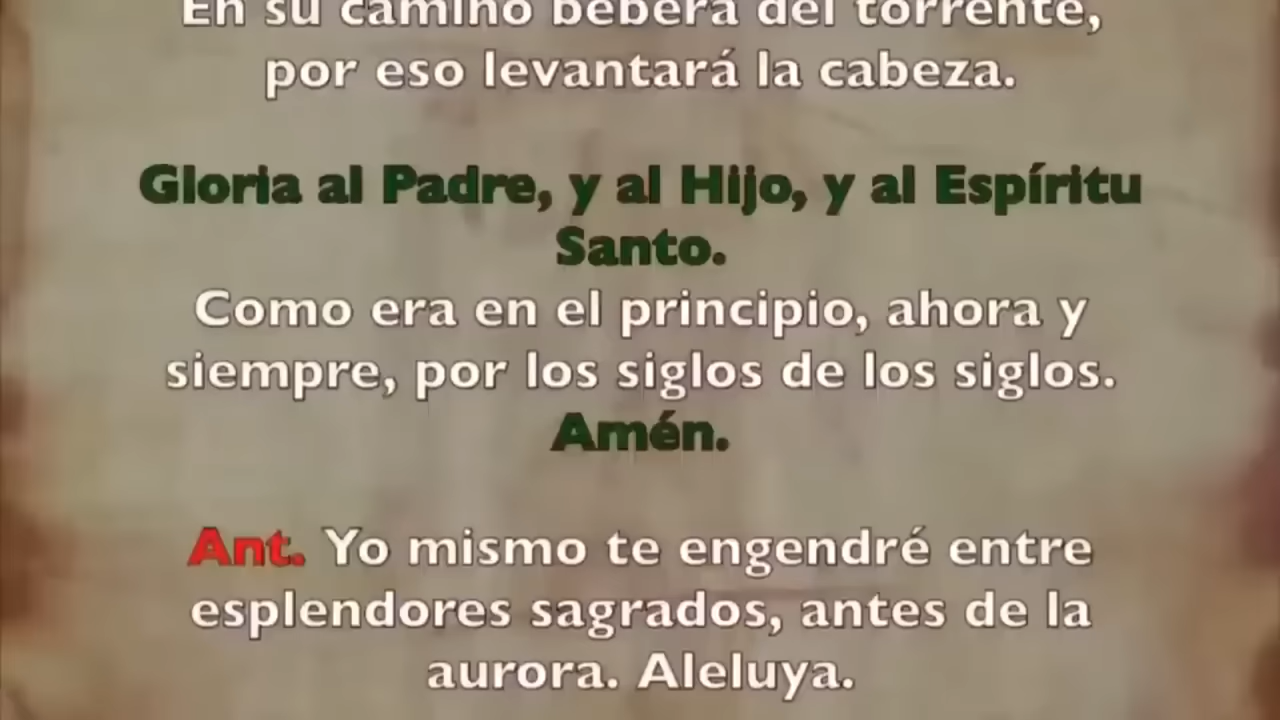 En su camino beberá del torrente,
por eso levantará la cabeza.
Gloria al Padre, y al Hijo, y al Espíritu
Santo.
Como era en el principio, ahora y
siempre, por los siglos de los siglos.
Amén.
Ant. Yo mismo te engendré entre
esplendores sagrados, antes de la
aurora. Aleluya.